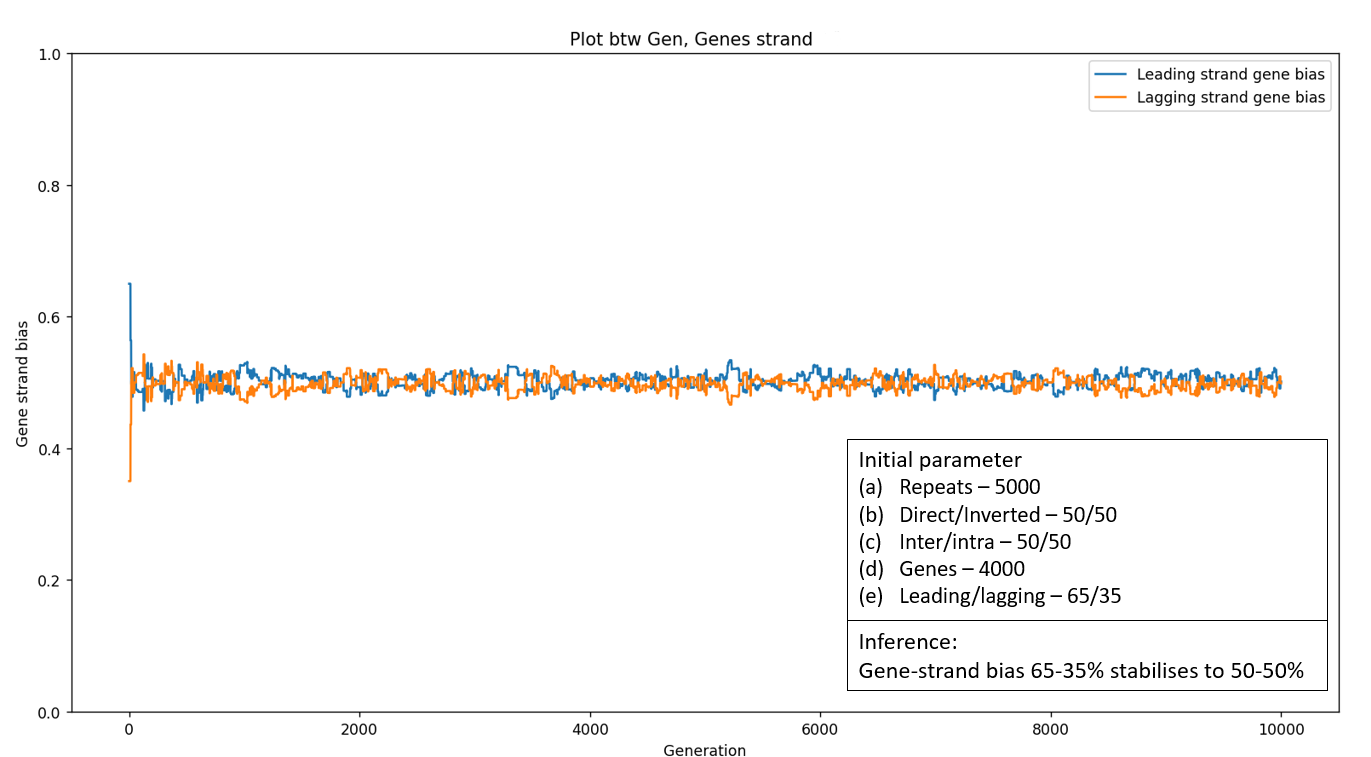 Plot btw Gen, Genes strand
1.0
0.8
0.6
0.4
0.2
0.0
Gene strand bias
Leading strand gene bias
Lagging strand gene bias
Initial parameter
(a) Repeats – 5000
(b) Direct/Inverted – 50/50
(c) Inter/intra – 50/50
(d) Genes – 4000
(e) Leading/lagging – 65/35
Inference:
Gene-strand bias 65-35% stabilises to 50-50%
0 2000 4000 6000 8000 10000
Generation